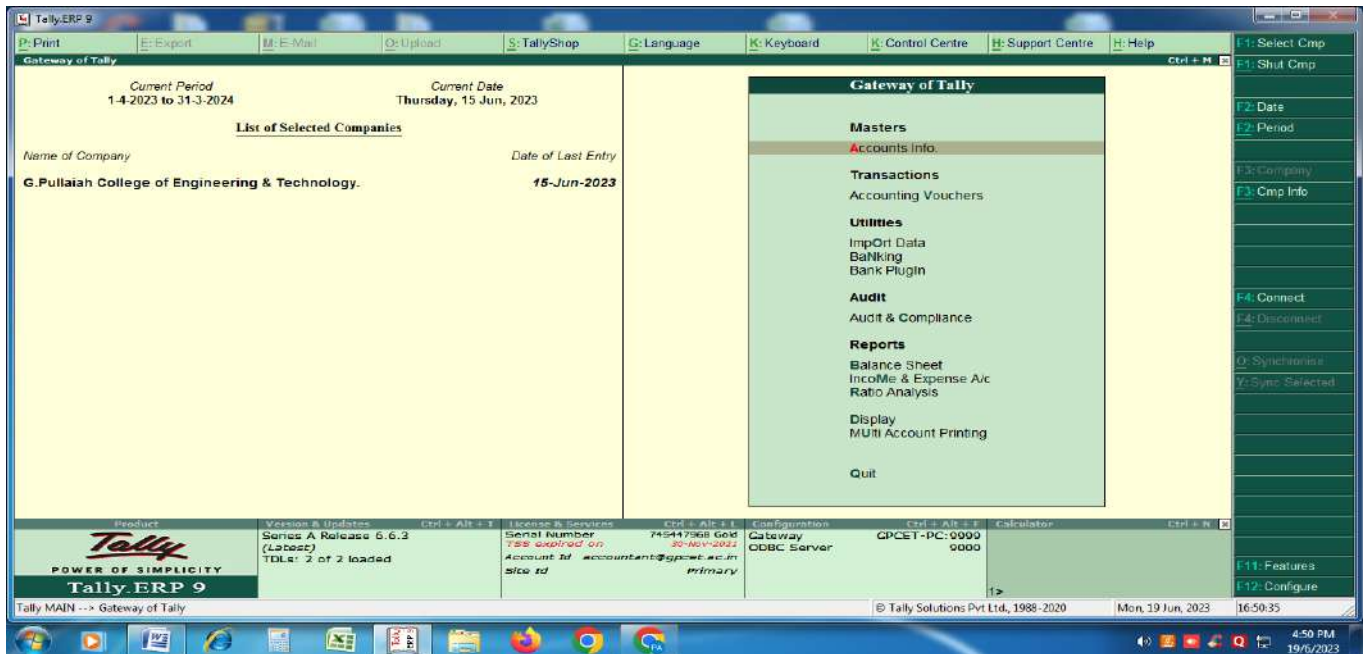 Tally.ERP 9
P: Print E: Export M: E-Mail O: Upload S: TallyShop G: Language K: Keyboard K: Control Centre H: Support Centre H: Help
Gateway of Tally Ctrl + M
Current Period Current Date
1-4-2023 to 31-3-2024 Thursday, 15 Jun, 2023
List of Selected Companies
Name of Company Date of Last Entry
G.Pullaiah College of Engineering & Technology. 15-Jun-2023
Gateway of Tally
Masters
Accounts Info.
Transactions
Accounting Vouchers
Utilities
ImpOrt Data
BaNking
Bank PlugIn
Audit
Audit & Compliance
Reports
Balance Sheet
IncoMe & Expense A/c
Ratio Analysis
Display
MUlti Account Printing
Quit
F1: Select Cmp
F1: Shut Cmp
F2: Date
F2: Period
F3: Company
F3: Cmp Info
F4: Connect
F4: Disconnect
O: Synchronise
Y: Sync Selected
F11: Features
F12: Configure
Product
Tally
POWER OF SIMPLICITY
Tally.ERP 9
Version & Updates Ctrl + Alt + T
Series A Release 6.6.3
(Latest)
TDLs: 2 of 2 loaded
License & Services Ctrl + Alt + L
Serial Number 745447968 Gold
TSS expired on 30-Nov-2021
Account Id accountant@gpcet.ac.in
Site Id Primary
Configuration Ctrl + Alt + F
Gateway GPCET-PC:9999
ODBC Server 9000
Calculator Ctrl + N
1>
Tally MAIN --> Gateway of Tally © Tally Solutions Pvt Ltd., 1988-2020 Mon, 19 Jun, 2023 16:50:35
4:50 PM
19/6/2023